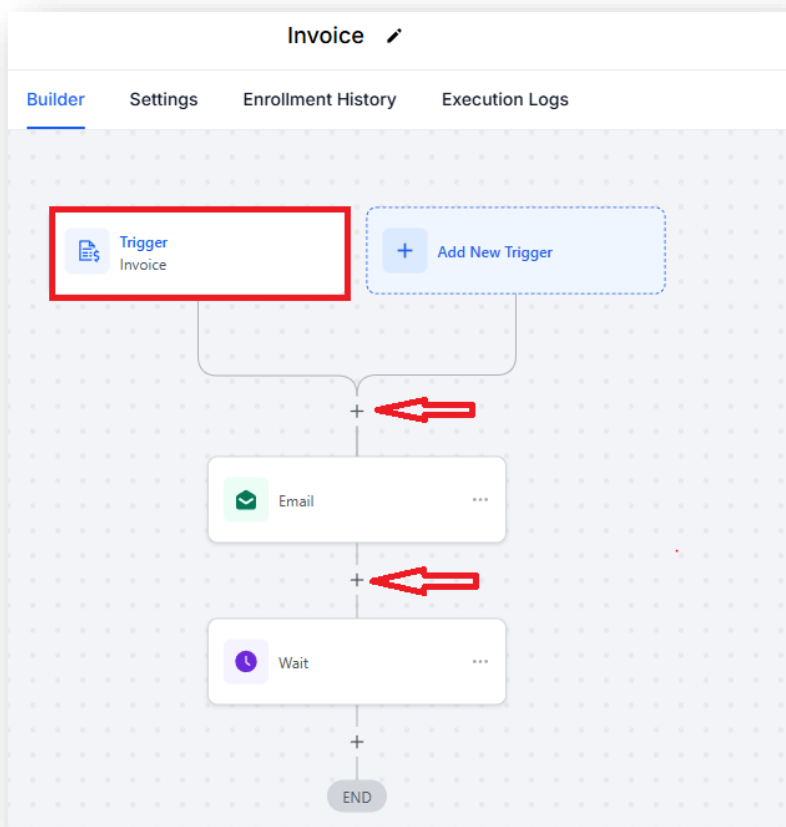 Invoice
Builder Settings Enrollment History Execution Logs
Trigger
Invoice
Add New Trigger
Email
Wait
END